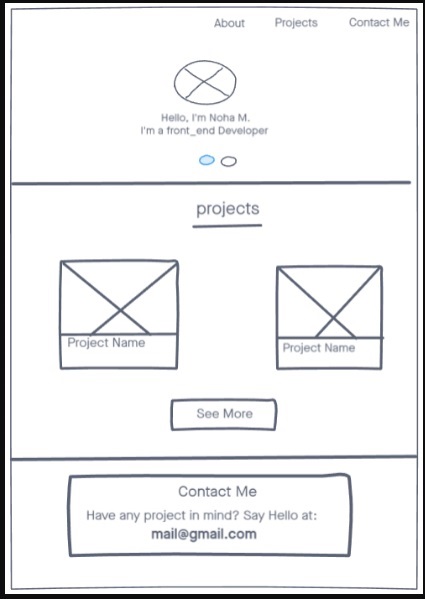 About Projects Contact Me
Hello, I'm Noha M.
I'm a front_end Developer
projects
Project Name
Project Name
See More
Contact Me
Have any project in mind? Say Hello at:
mail@gmail.com